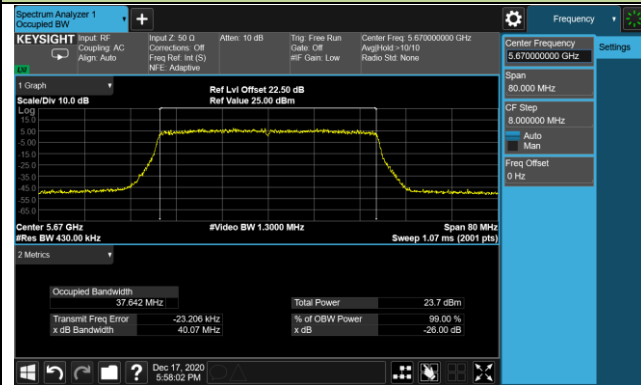 Spectrum Analyzer 1
Occupied BW
Frequency
KEYSIGHT
Input: RF
Coupling: AC
Align: Auto
Input Z: 50 Ω
Corrections: Off
Freq Ref: Int (S)
NFE: Adaptive
Atten: 10 dB
Trig: Free Run
Gate: Off
#IF Gain: Low
Center Freq: 5.670000000 GHz
Avg|Hold:>10/10
Radio Std: None
1 Graph
Scale/Div 10.0 dB
Ref Lvl Offset 22.50 dB
Ref Value 25.00 dBm
Log
15.0
5.00
-5.00
-15.0
-25.0
-35.0
-45.0
-55.0
-65.0
Center 5.67 GHz
#Res BW 430.00 kHz
#Video BW 1.3000 MHz
Span 80 MHz
Sweep 1.07 ms (2001 pts)
2 Metrics
Occupied Bandwidth
37.642 MHz
Total Power 23.7 dBm
Transmit Freq Error -23.206 kHz
% of OBW Power 99.00 %
x dB Bandwidth 40.07 MHz
x dB -26.00 dB
Dec 17, 2020
5:58:02 PM
Center Frequency
5.670000000 GHz
Settings
Span
80.000 MHz
CF Step
8.000000 MHz
Auto
Man
Freq Offset
0 Hz